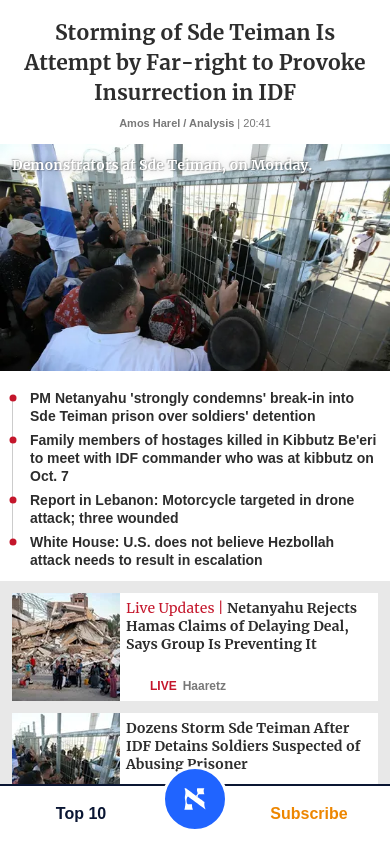 Storming of Sde Teiman Is
Attempt by Far-right to Provoke
Insurrection in IDF
Amos Harel / Analysis | 20:41
Demonstrators at Sde Teiman, on Monday.
PM Netanyahu 'strongly condemns' break-in into
Sde Teiman prison over soldiers' detention
Family members of hostages killed in Kibbutz Be'eri
to meet with IDF commander who was at kibbutz on
Oct. 7
Report in Lebanon: Motorcycle targeted in drone
attack; three wounded
White House: U.S. does not believe Hezbollah
attack needs to result in escalation
Live Updates | Netanyahu Rejects
Hamas Claims of Delaying Deal,
Says Group Is Preventing It
LIVE Haaretz
Dozens Storm Sde Teiman After
IDF Detains Soldiers Suspected of
Abusing Prisoner
Top 10
א
Subscribe